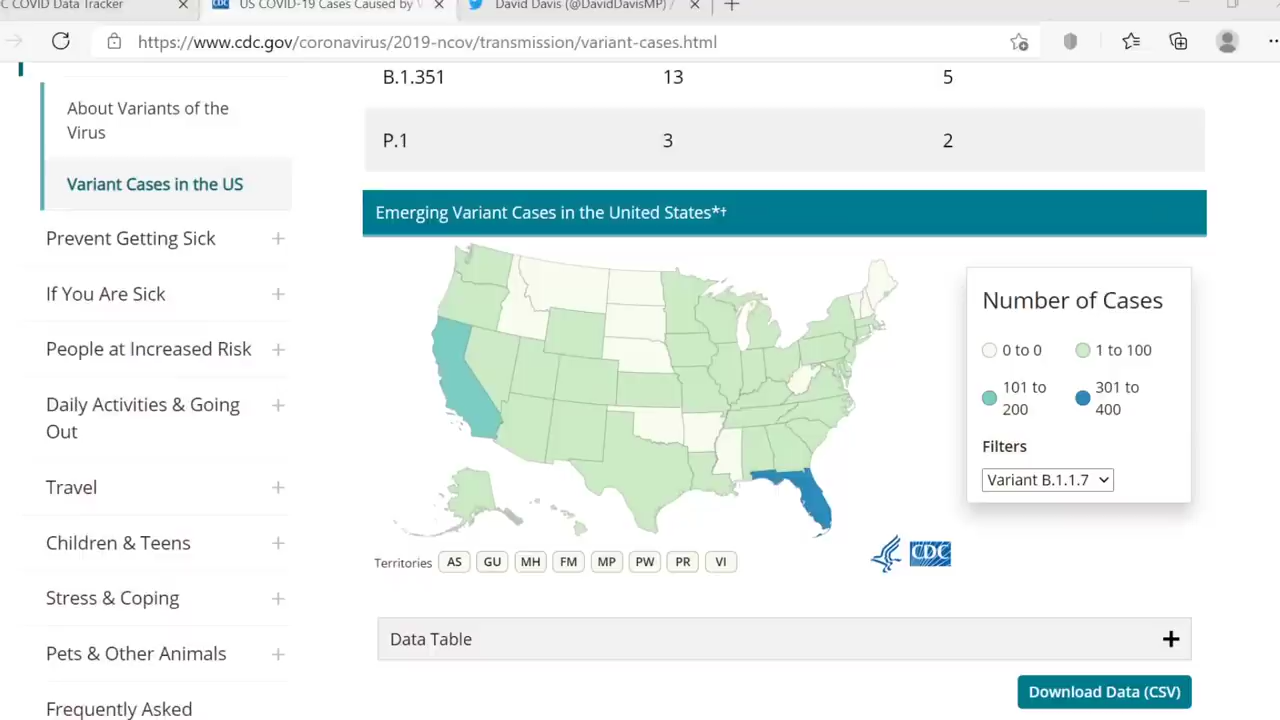 C COVID Data Tracker
US COVID-19 Cases Caused by
David Davis (@DavidDavisMP) /
https://www.cdc.gov/coronavirus/2019-ncov/transmission/variant-cases.html
B.1.351 13 5
P.1 3 2
About Variants of the
Virus
Variant Cases in the US
Prevent Getting Sick
If You Are Sick
People at Increased Risk
Daily Activities & Going
Out
Travel
Children & Teens
Stress & Coping
Pets & Other Animals
Frequently Asked
Emerging Variant Cases in the United States*†
Number of Cases
0 to 0
1 to 100
101 to
200
301 to
400
Filters
Variant B.1.1.7
Territories AS GU MH FM MP PW PR VI
CDC
Data Table
Download Data (CSV)